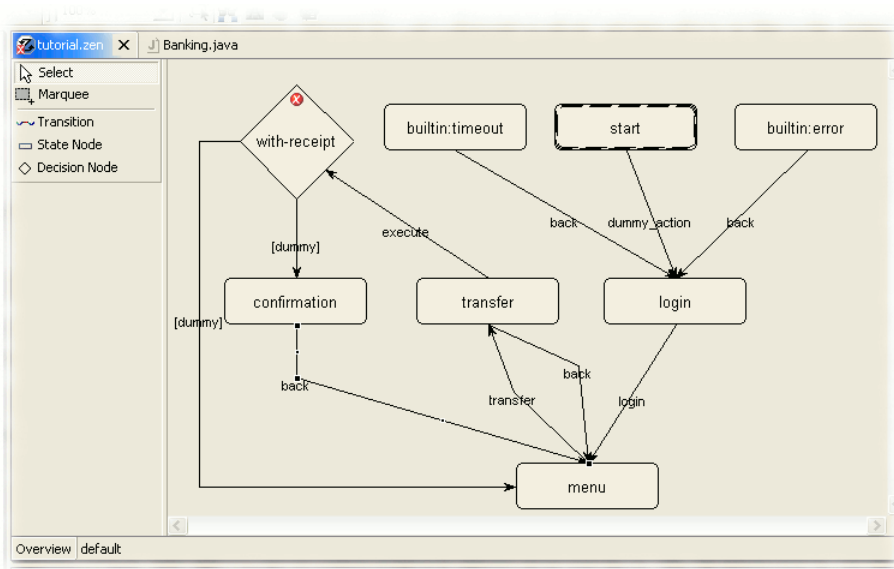 tutorial.zen
Banking.java
Select
Marquee
Transition
State Node
Decision Node
with-receipt
builtin:timeout
start
builtin:error
back
dummy_action
back
execute
[dummy]
confirmation
transfer
login
[dummy]
back
back
transfer
login
menu
Overview
default